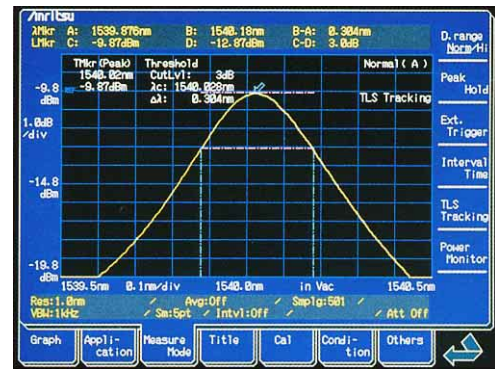 Anritsu
λMkr A: 1539.876nm B: 1540.18nm B-A: 0.304nm
LMkr C: -9.87dBm D: -12.87dBm C-D: 3.0dB
TMkr(Peak) Threshold Normal(A)
1540.02nm CutLvl: 3dB
-9.87dBm λc: 1540.028nm
Δλ: 0.304nm TLS Tracking
-9.8
dBm
1.0dB
/div
-14.8
dBm
-19.8
dBm
1539.5nm 0.1nm/div 1540.0nm in Vac 1540.5nm
Res:1.0nm / Avg:Off / Smplg:501 /
VBW:1kHz / Sm:5pt / Intvl:Off / / Att Off
D.range
Norm/Hi
Peak
Hold
Ext.
Trigger
Interval
Time
TLS
Tracking
Power
Monitor
Graph
Appli-
cation
Measure
Mode
Title
Cal
Condi-
tion
Others